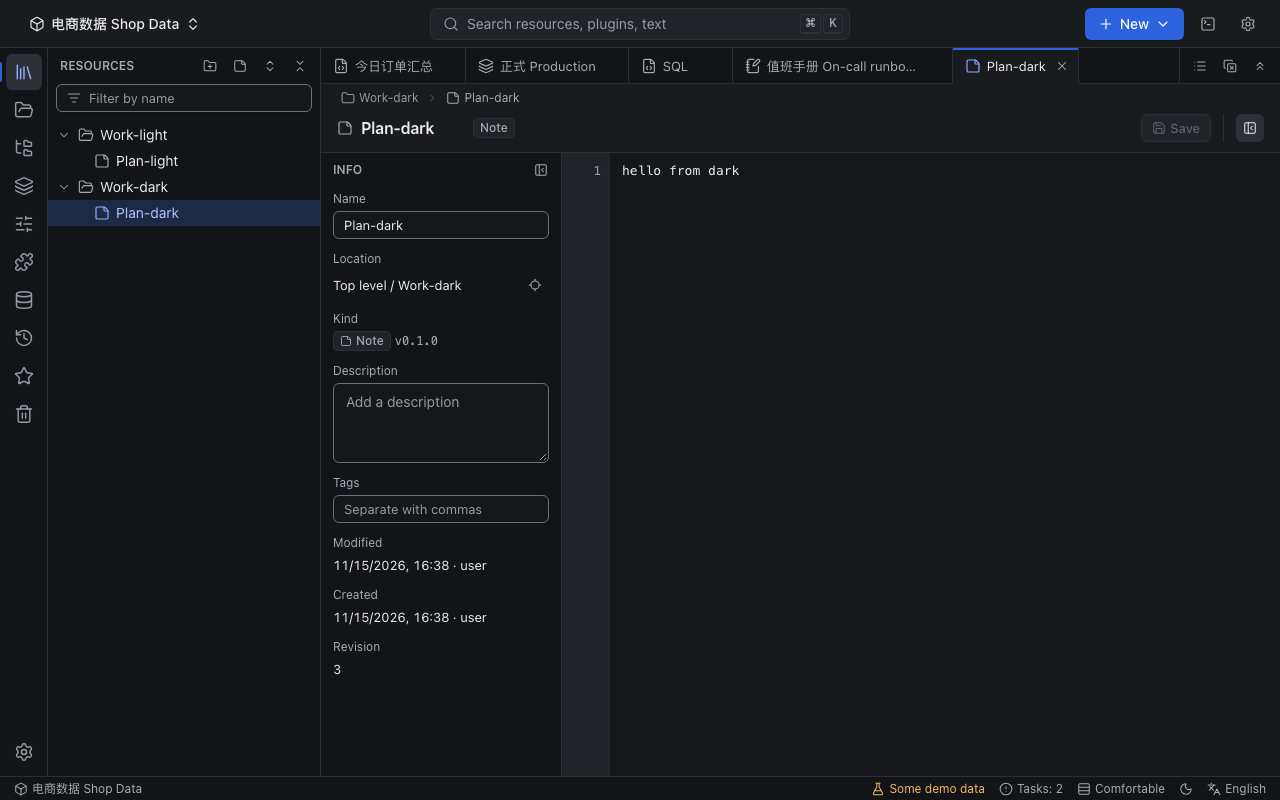 电商数据 Shop Data
Search resources, plugins, text
⌘ K
New
RESOURCES
Filter by name
Work-light
Plan-light
Work-dark
Plan-dark
今日订单汇总
正式 Production
SQL
值班手册 On-call runbo...
Plan-dark
Work-dark
Plan-dark
Plan-dark
Note
Save
INFO
Name
Plan-dark
Location
Top level / Work-dark
Kind
Note v0.1.0
Description
Add a description
Tags
Separate with commas
Modified
11/15/2026, 16:38 · user
Created
11/15/2026, 16:38 · user
Revision
3
1 hello from dark
电商数据 Shop Data
Some demo data
Tasks: 2
Comfortable
English